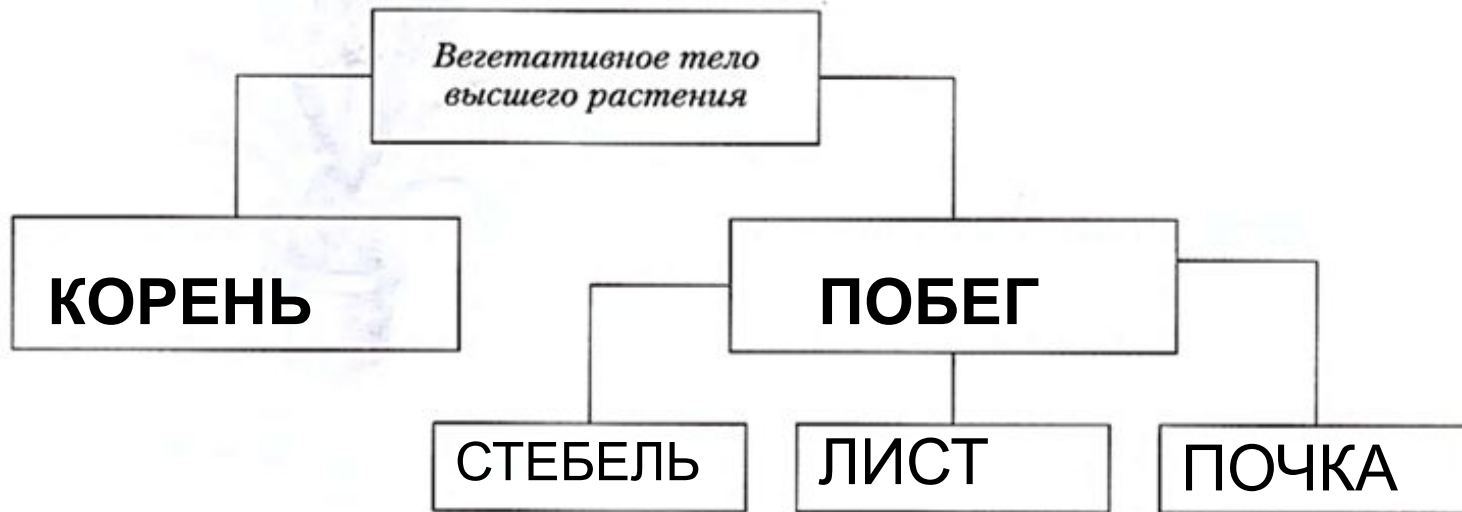 Вегетативное тело
высшего растения
КОРЕНЬ
ПОБЕГ
СТЕБЕЛЬ
ЛИСТ
ПОЧКА